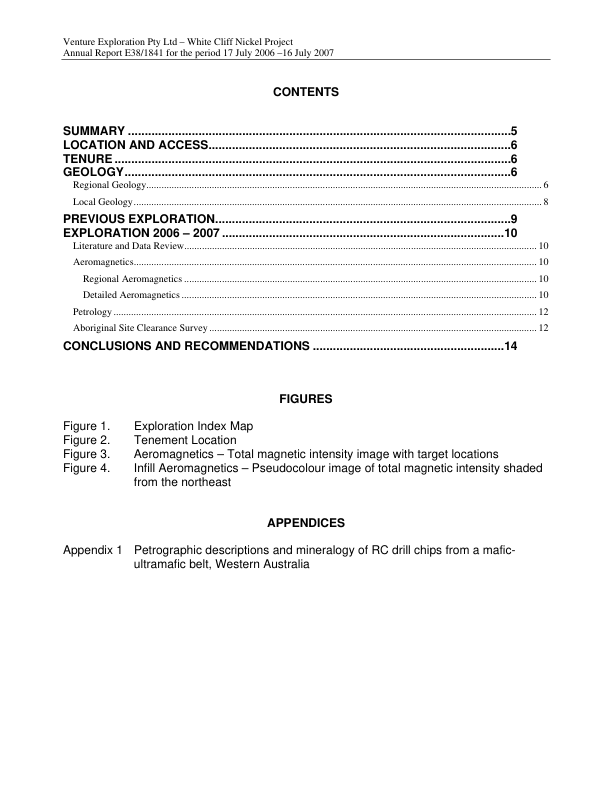 Venture Exploration Pty Ltd – White Cliff Nickel Project
Annual Report E38/1841 for the period 17 July 2006 –16 July 2007
CONTENTS
SUMMARY ....................................................................................................................5
LOCATION AND ACCESS............................................................................................6
TENURE ........................................................................................................................6
GEOLOGY.....................................................................................................................6
Regional Geology................................................................................................................ 6
Local Geology..................................................................................................................... 8
PREVIOUS EXPLORATION..........................................................................................9
EXPLORATION 2006 – 2007 ......................................................................................10
Literature and Data Review................................................................................................ 10
Aeromagnetics.................................................................................................................... 10
Regional Aeromagnetics .................................................................................................... 10
Detailed Aeromagnetics ..................................................................................................... 10
Petrology ............................................................................................................................ 12
Aboriginal Site Clearance Survey ...................................................................................... 12
CONCLUSIONS AND RECOMMENDATIONS ..........................................................14
FIGURES
Figure 1. Exploration Index Map
Figure 2. Tenement Location
Figure 3. Aeromagnetics – Total magnetic intensity image with target locations
Figure 4. Infill Aeromagnetics – Pseudocolour image of total magnetic intensity shaded
from the northeast
APPENDICES
Appendix 1 Petrographic descriptions and mineralogy of RC drill chips from a mafic-
ultramafic belt, Western Australia